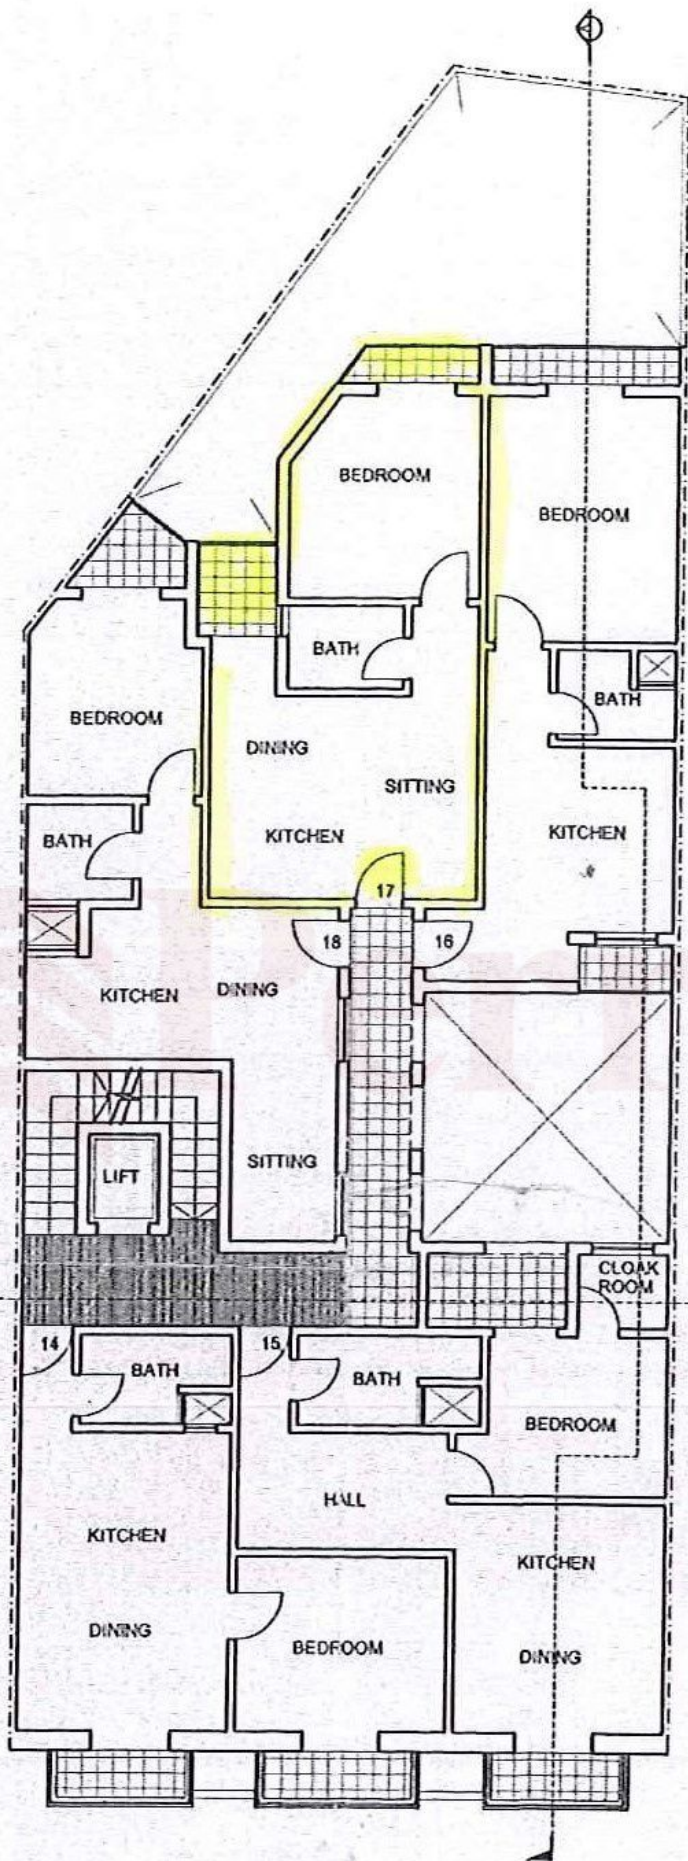 BEDROOM
BEDROOM
BATH
BATH
BEDROOM
DINING
SITTING
KITCHEN
KITCHEN
BATH
17
18
16
KITCHEN
DINING
LIFT
SITTING
CLOAK
ROOM
14
BATH
15
BATH
BEDROOM
HALL
KITCHEN
KITCHEN
DINING
BEDROOM
DINING